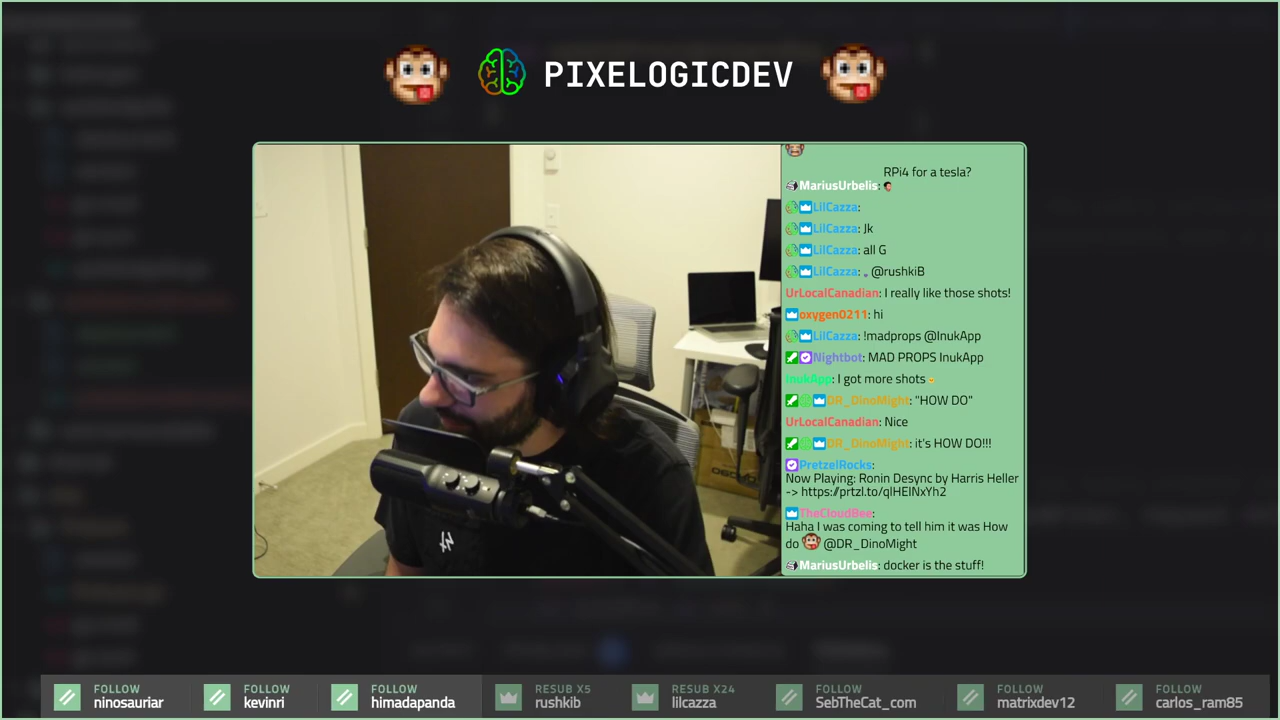 PIXELOGICDEV
RPi4 for a tesla?
MariusUrbelis:
LilCazza:
LilCazza: Jk
LilCazza: all G
LilCazza: ,, @rushkiB
UrLocalCanadian: I really like those shots!
oxygen0211: hi
LilCazza: !madprops @InukApp
Nightbot: MAD PROPS InukApp
InukApp: I got more shots
DR_DinoMight: "HOW DO"
UrLocalCanadian: Nice
DR_DinoMight: it's HOW DO!!!
PretzelRocks:
Now Playing: Ronin Desync by Harris Heller
-> https://prtzl.to/qlHEINxYh2
TheCloudBee:
Haha I was coming to tell him it was How
do @DR_DinoMight
MariusUrbelis: docker is the stuff!
FOLLOW
ninosauriar
FOLLOW
kevinri
FOLLOW
himadapanda
RESUB X5
rushkib
RESUB X24
lilcazza
FOLLOW
SebTheCat_com
FOLLOW
matrixdev12
FOLLOW
carlos_ram85